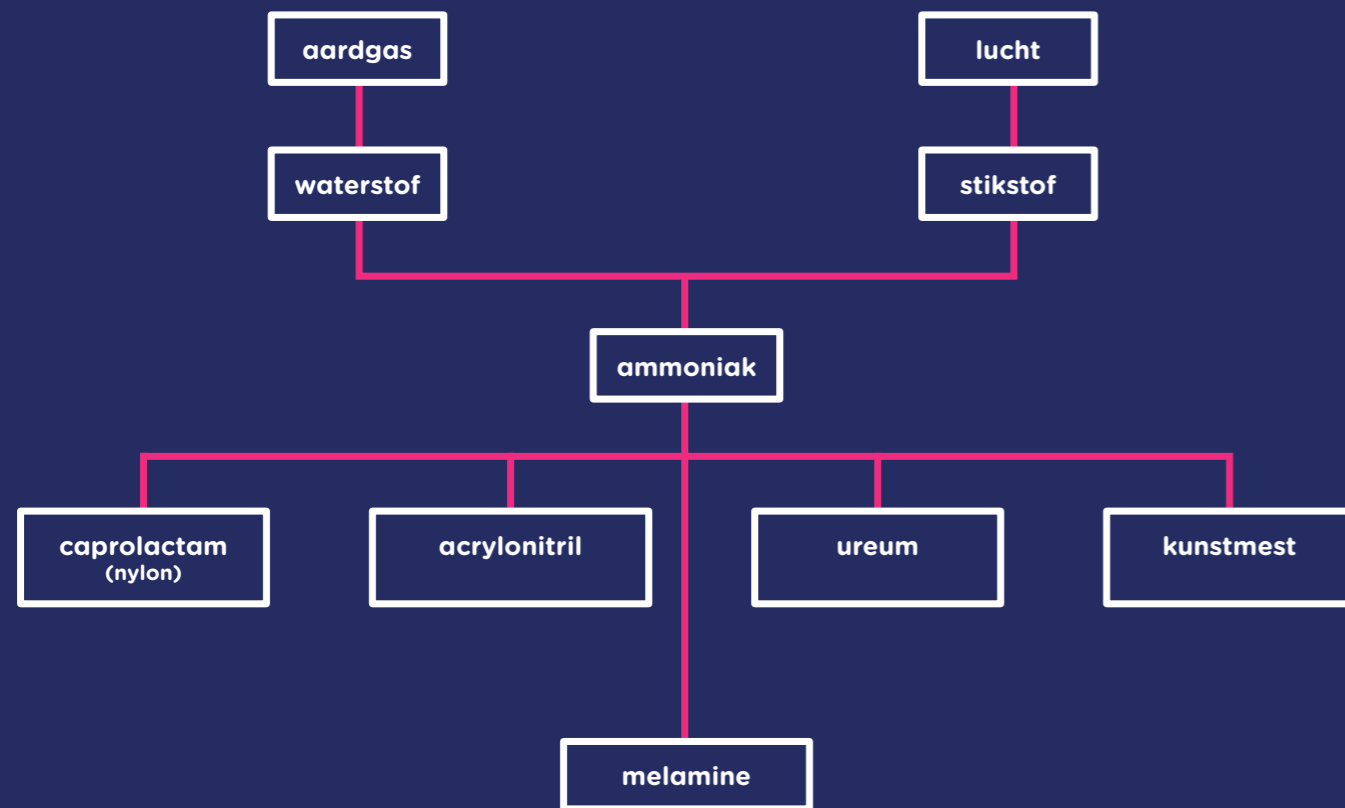 aardgas
lucht
waterstof
stikstof
ammoniak
caprolactam
(nylon)
acrylonitril
ureum
kunstmest
melamine